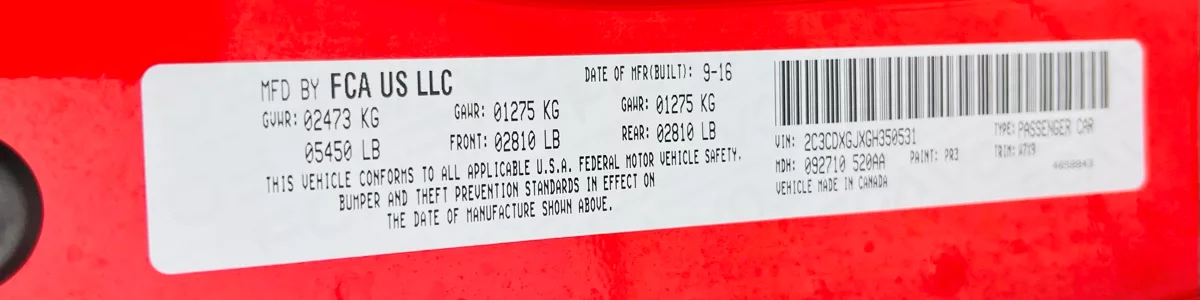 MFD BY FCA US LLC
DATE OF MFR(BUILT): 9-16
GVWR: 02473 KG
05450 LB
GAWR: 01275 KG
FRONT: 02810 LB
GAWR: 01275 KG
REAR: 02810 LB
THIS VEHICLE CONFORMS TO ALL APPLICABLE U.S.A. FEDERAL MOTOR VEHICLE SAFETY,
BUMPER AND THEFT PREVENTION STANDARDS IN EFFECT ON
THE DATE OF MANUFACTURE SHOWN ABOVE.
VIN: 2C3CDXGJXGH350531
TYPE: PASSENGER CAR
MDH: 092710 520AA
PAINT: PR3
TRIM: A7X9
VEHICLE MADE IN CANADA